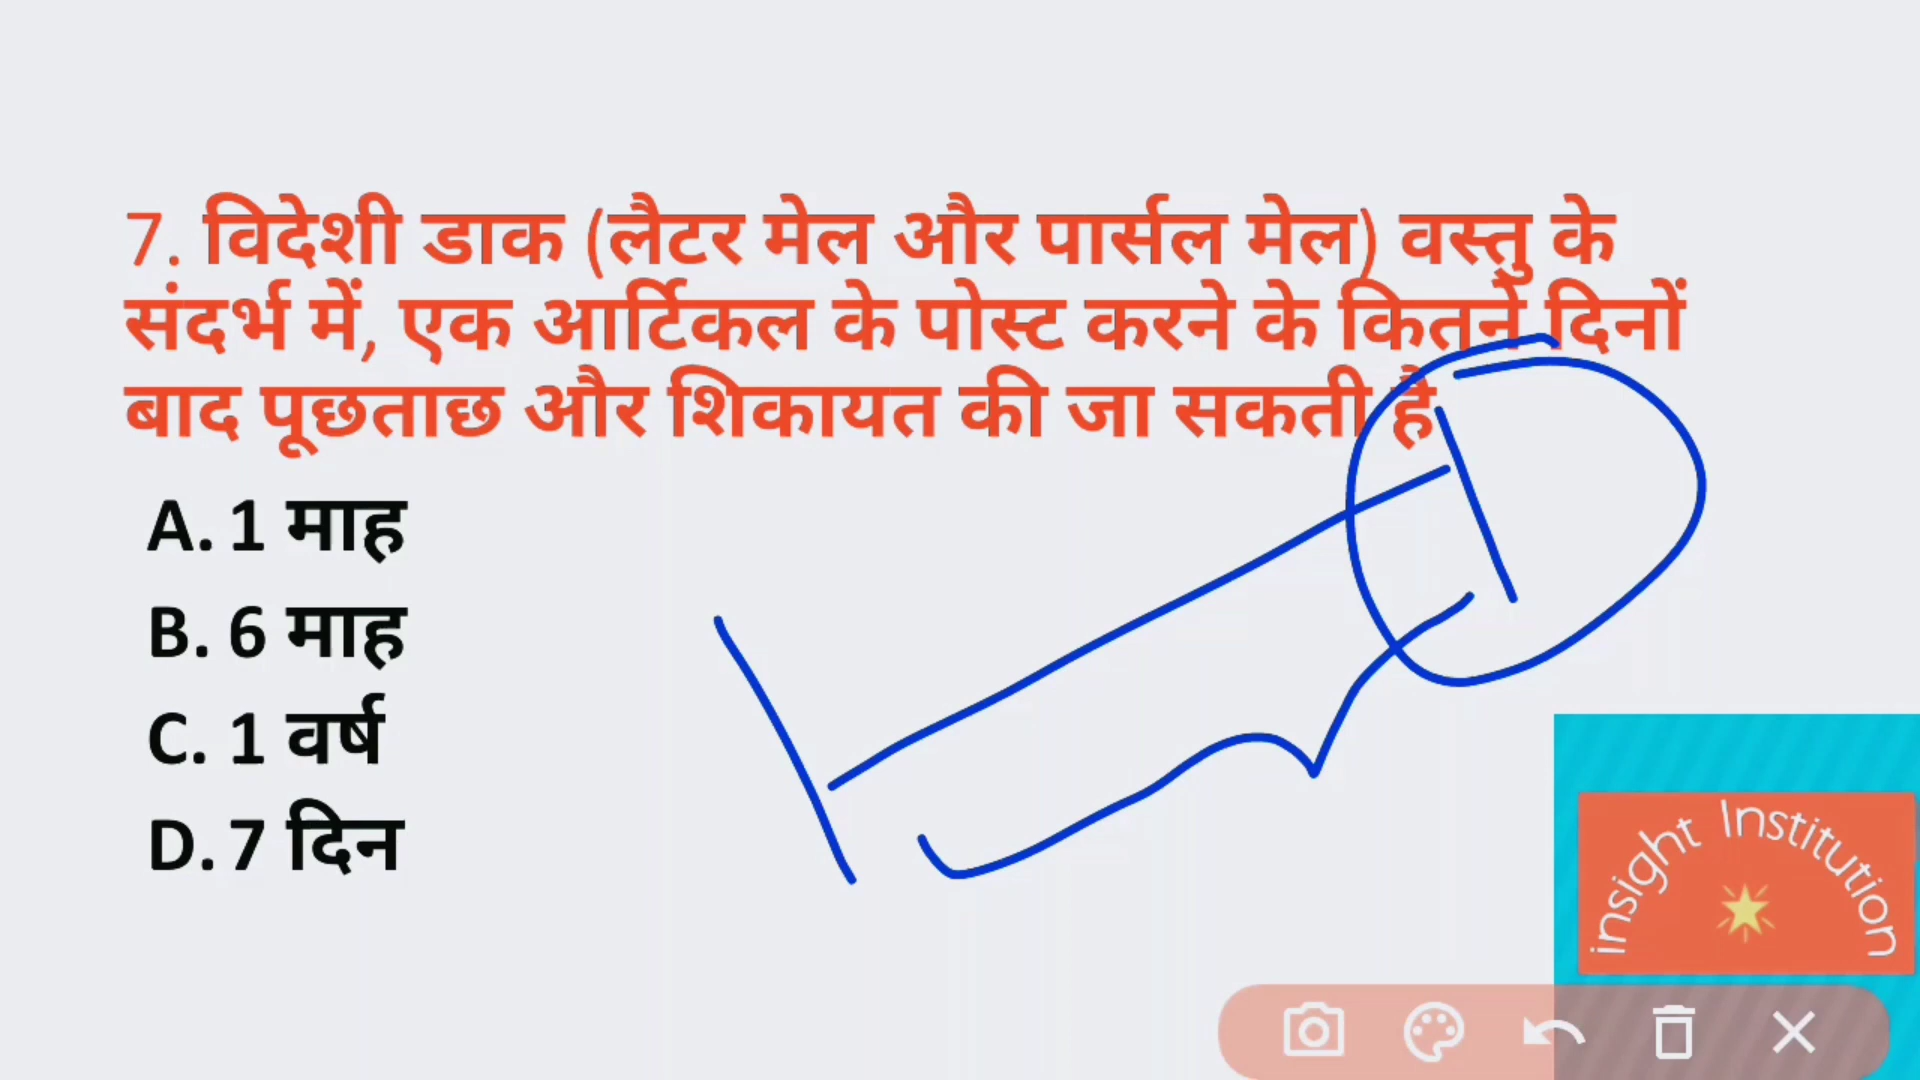 7. विदेशी डाक (लैटर मेल और पार्सल मेल) वस्तु के
संदर्भ में, एक आर्टिकल के पोस्ट करने के कितने दिनों
बाद पूछताछ और शिकायत की जा सकती है
A. 1 माह
B. 6 माह
C. 1 वर्ष
D. 7 दिन
insight Institution